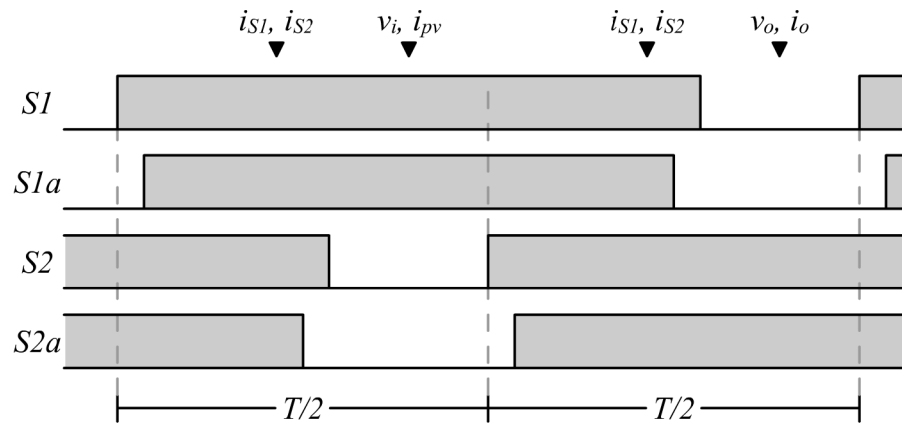 iS1, iS2 vi, ipv iS1, iS2 vo, io
S1
S1a
S2
S2a
T/2 T/2